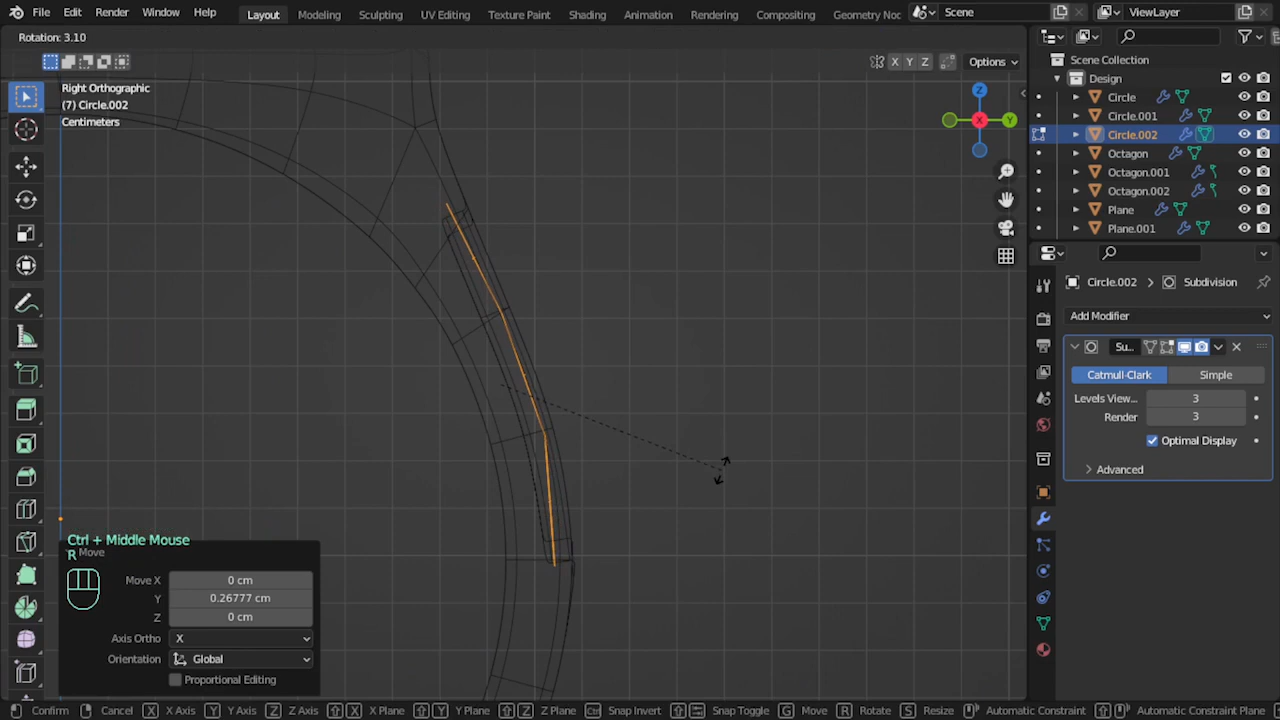 File Edit Render Window Help Layout Modeling Sculpting UV Editing Texture Paint Shading Animation Rendering Compositing Geometry Noc Scene ViewLayer
Rotation: 3.10
X Y Z Options
Right Orthographic
(7) Circle.002
Centimeters
Z
X
Y
Scene Collection
Design
Circle
Circle.001
Circle.002
Octagon
Octagon.001
Octagon.002
Plane
Plane.001
Circle.002 > Subdivision
Add Modifier
Su...
Catmull-Clark Simple
Levels View... 3
Render 3
Optimal Display
Advanced
Ctrl + Middle Mouse
R Move
Move X 0 cm
Y 0.26777 cm
Z 0 cm
Axis Ortho X
Orientation Global
Proportional Editing
Confirm Cancel X X Axis Y Y Axis Z Z Axis X X Plane Y Y Plane Z Z Plane Ctrl Snap Invert Snap Toggle G Move R Rotate S Resize Automatic Constraint Automatic Constraint Plane